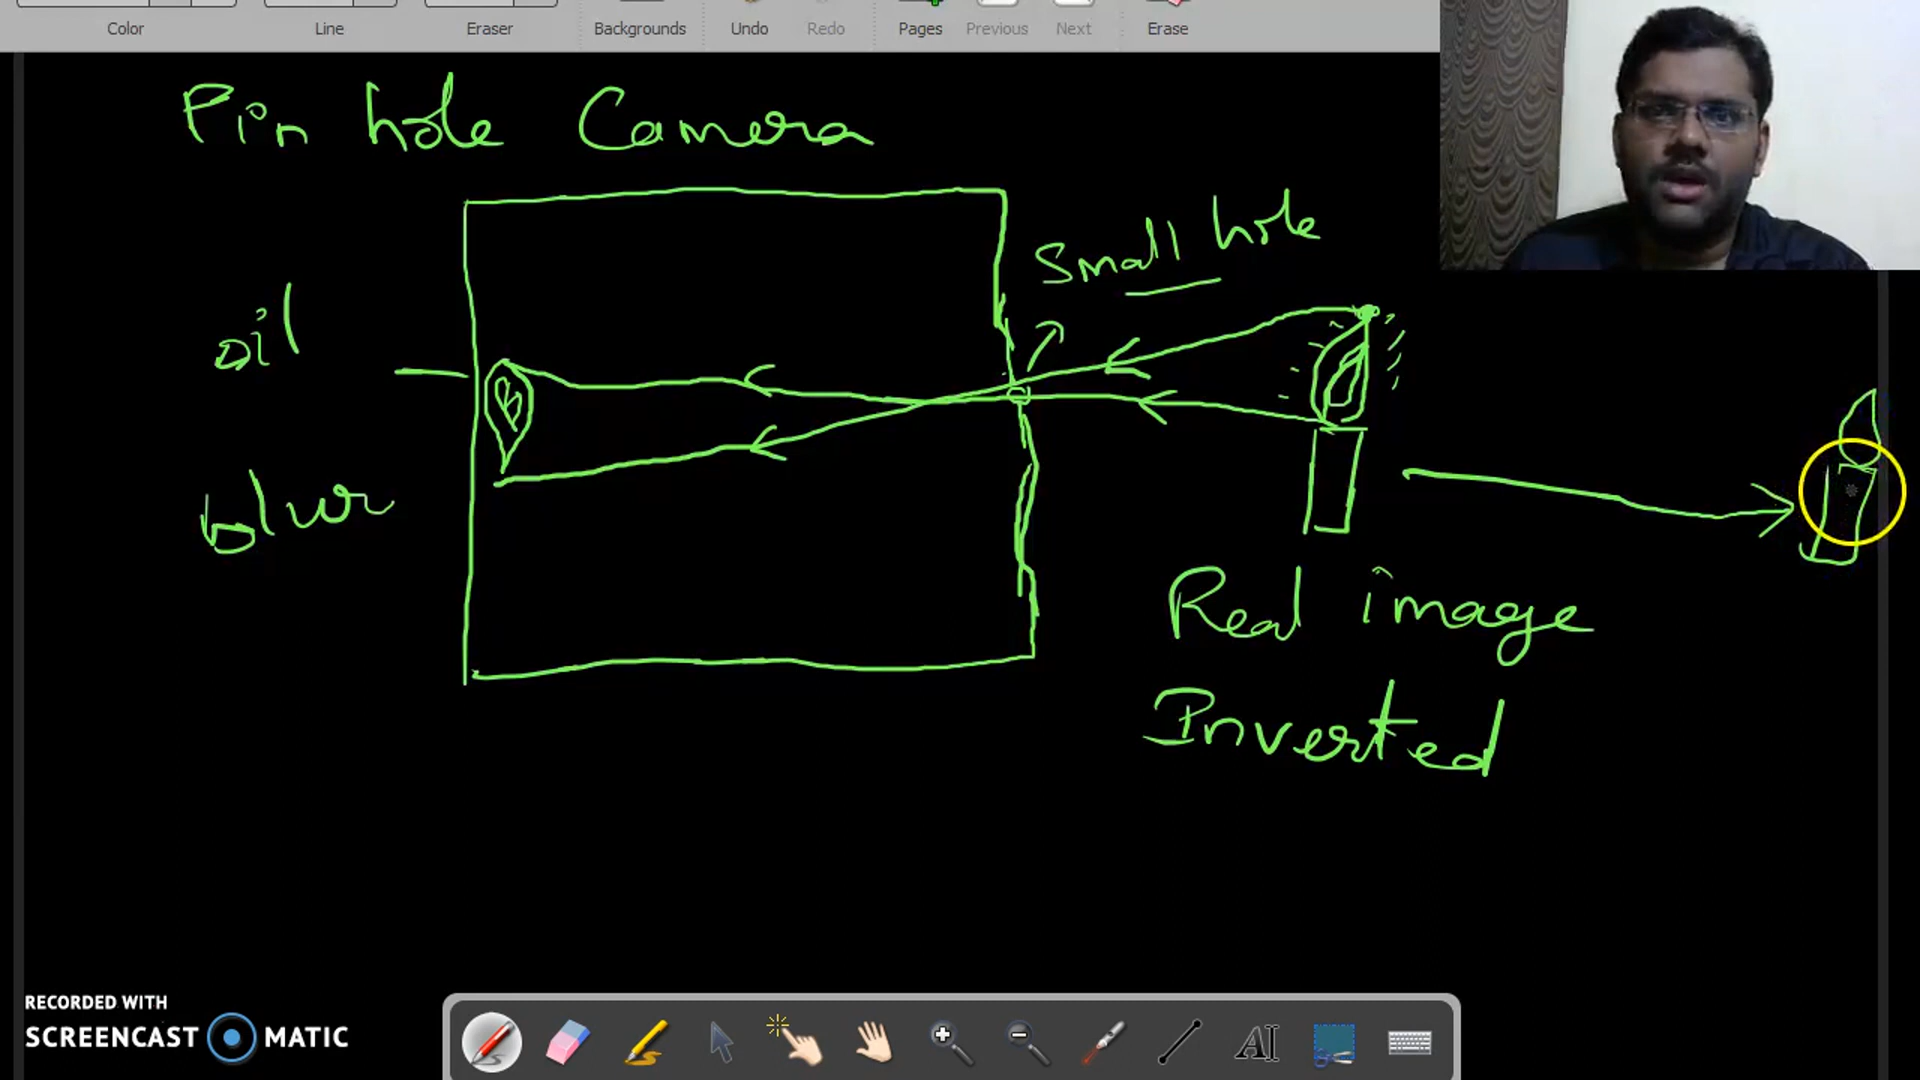 Color Line Eraser Backgrounds Undo Redo Pages Previous Next Erase
Pin hole Camera
Small hole
oil
blur
Real image
Inverted
RECORDED WITH
SCREENCAST MATIC
AI